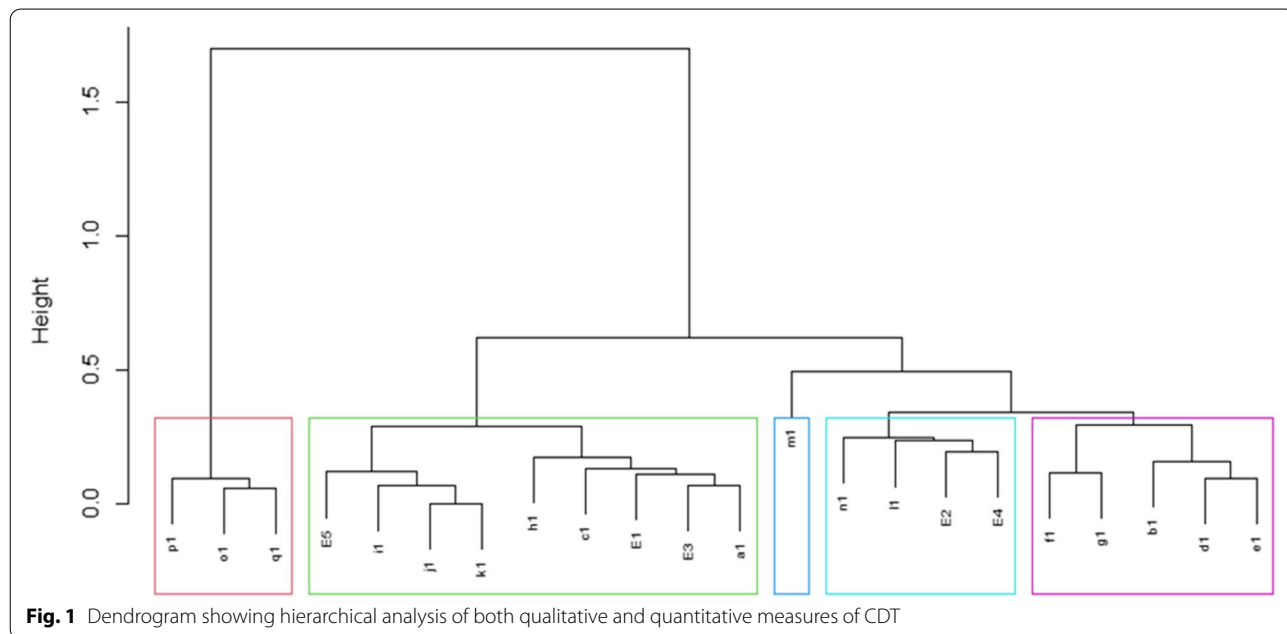 1.5
1.0
0.5
0.0
Height
p1
o1
q1
E5
i1
j1
k1
h1
c1
E1
E3
a1
m1
n1
l1
E2
E4
f1
g1
b1
d1
e1
Fig. 1 Dendrogram showing hierarchical analysis of both qualitative and quantitative measures of CDT